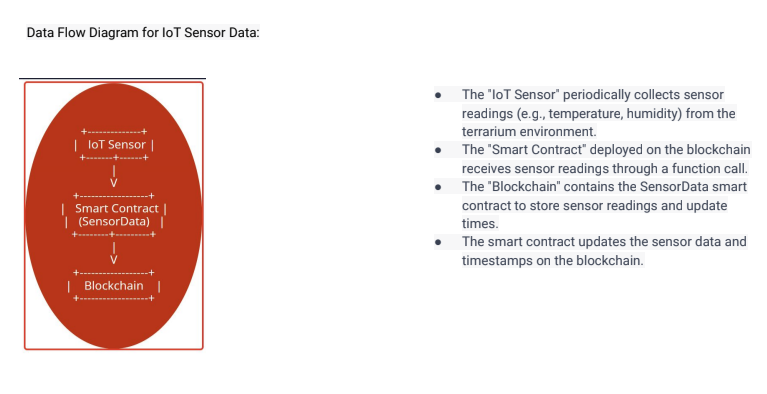 Data Flow Diagram for IoT Sensor Data:
+--------------+
| IoT Sensor |
+-------+------+
|
V
+------------------+
| Smart Contract |
| (SensorData) |
+--------+---------+
|
V
+------------------+
| Blockchain |
+------------------+
● The "IoT Sensor" periodically collects sensor
readings (e.g., temperature, humidity) from the
terrarium environment.
● The "Smart Contract" deployed on the blockchain
receives sensor readings through a function call.
● The "Blockchain" contains the SensorData smart
contract to store sensor readings and update
times.
● The smart contract updates the sensor data and
timestamps on the blockchain.